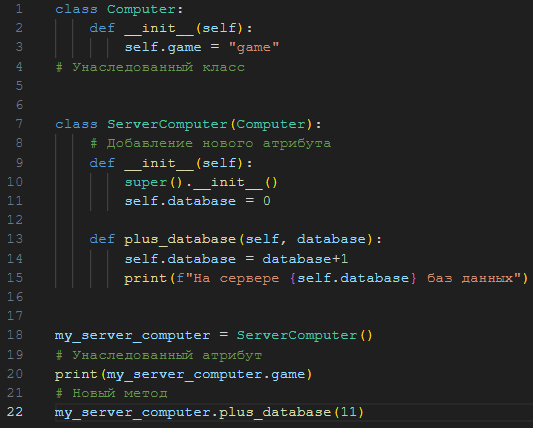 1 class Computer:
2     def __init__(self):
3         self.game = "game"
4 # Унаследованный класс
5
6
7 class ServerComputer(Computer):
8     # Добавление нового атрибута
9     def __init__(self):
10         super().__init__()
11         self.database = 0
12
13     def plus_database(self, database):
14         self.database = database+1
15         print(f"На сервере {self.database} баз данных")
16
17
18 my_server_computer = ServerComputer()
19 # Унаследованный атрибут
20 print(my_server_computer.game)
21 # Новый метод
22 my_server_computer.plus_database(11)